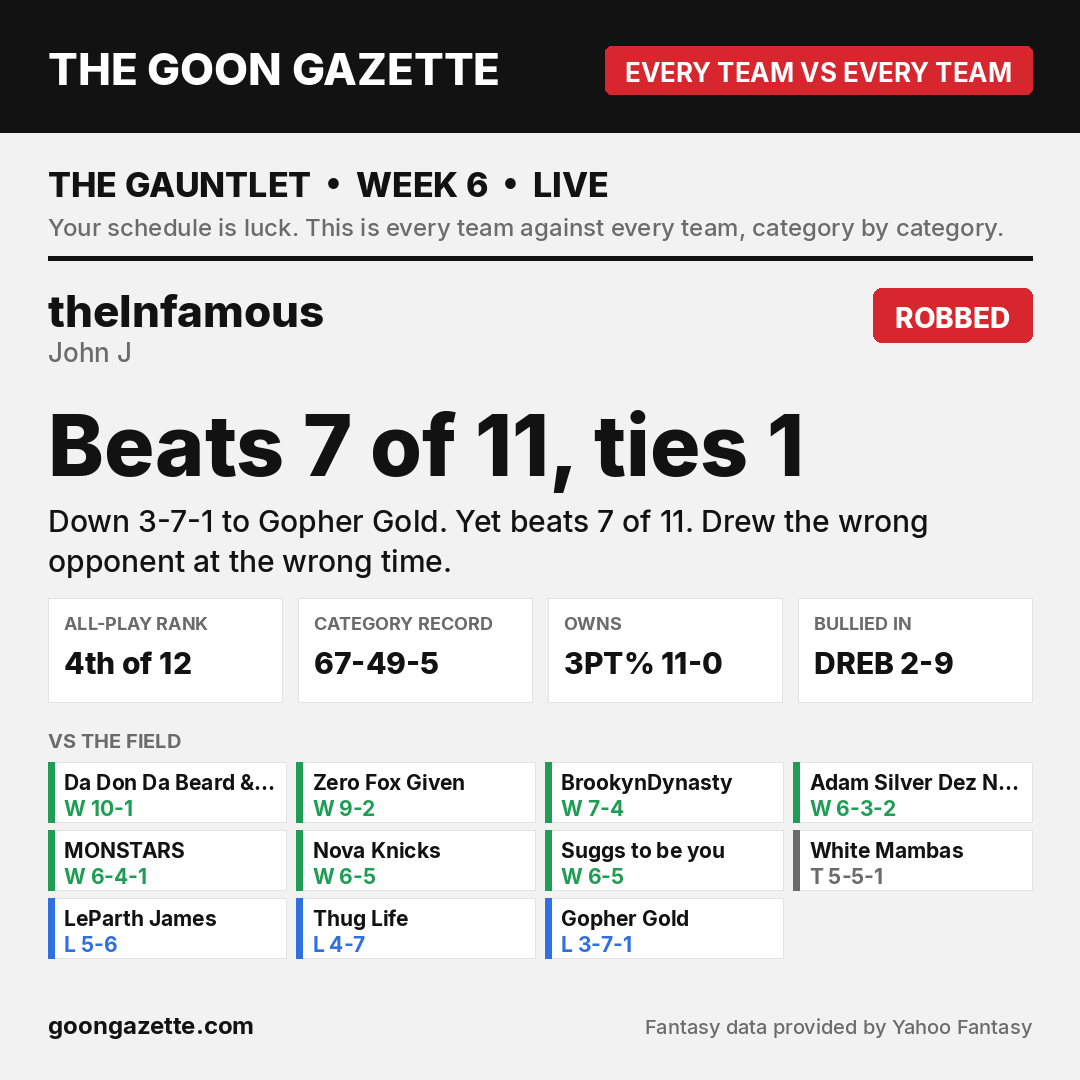 THE GOON GAZETTE
EVERY TEAM VS EVERY TEAM
THE GAUNTLET • WEEK 6 • LIVE
Your schedule is luck. This is every team against every team, category by category.
theInfamous
ROBBED
John J
Beats 7 of 11, ties 1
Down 3-7-1 to Gopher Gold. Yet beats 7 of 11. Drew the wrong
opponent at the wrong time.
ALL-PLAY RANK
4th of 12
CATEGORY RECORD
67-49-5
OWNS
3PT% 11-0
BULLIED IN
DREB 2-9
VS THE FIELD
Da Don Da Beard &...
W 10-1
Zero Fox Given
W 9-2
BrookynDynasty
W 7-4
Adam Silver Dez N...
W 6-3-2
MONSTARS
W 6-4-1
Nova Knicks
W 6-5
Suggs to be you
W 6-5
White Mambas
T 5-5-1
LeParth James
L 5-6
Thug Life
L 4-7
Gopher Gold
L 3-7-1
goongazette.com
Fantasy data provided by Yahoo Fantasy